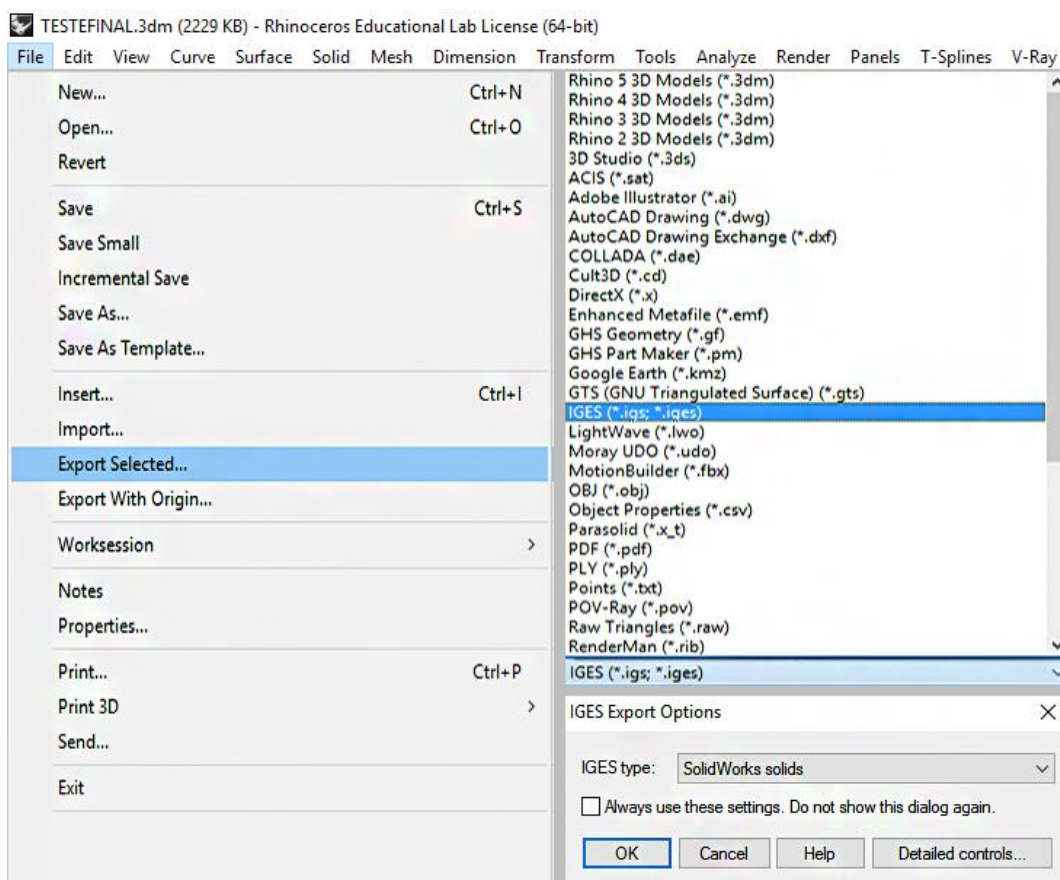 TESTEFINAL.3dm (2229 KB) - Rhinoceros Educational Lab License (64-bit)
File Edit View Curve Surface Solid Mesh Dimension Transform Tools Analyze Render Panels T-Splines V-Ray
New... Ctrl+N
Open... Ctrl+O
Revert
Save Ctrl+S
Save Small
Incremental Save
Save As...
Save As Template...
Insert... Ctrl+I
Import...
Export Selected...
Export With Origin...
Worksession
Notes
Properties...
Print... Ctrl+P
Print 3D
Send...
Exit
Rhino 5 3D Models (*.3dm)
Rhino 4 3D Models (*.3dm)
Rhino 3 3D Models (*.3dm)
Rhino 2 3D Models (*.3dm)
3D Studio (*.3ds)
ACIS (*.sat)
Adobe Illustrator (*.ai)
AutoCAD Drawing (*.dwg)
AutoCAD Drawing Exchange (*.dxf)
COLLADA (*.dae)
Cult3D (*.cd)
DirectX (*.x)
Enhanced Metafile (*.emf)
GHS Geometry (*.gf)
GHS Part Maker (*.pm)
Google Earth (*.kmz)
GTS (GNU Triangulated Surface) (*.gts)
IGES (*.igs; *.iges)
LightWave (*.lwo)
Moray UDO (*.udo)
MotionBuilder (*.fbx)
OBJ (*.obj)
Object Properties (*.csv)
Parasolid (*.x_t)
PDF (*.pdf)
PLY (*.ply)
Points (*.txt)
POV-Ray (*.pov)
Raw Triangles (*.raw)
RenderMan (*.rib)
IGES (*.igs; *.iges)
IGES Export Options
IGES type: SolidWorks solids
Always use these settings. Do not show this dialog again.
OK Cancel Help Detailed controls...